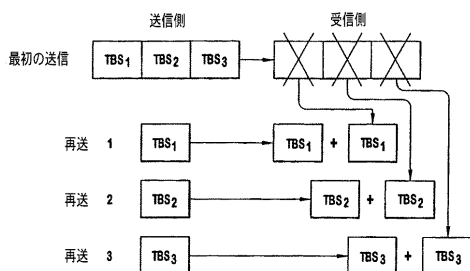 送信側 受信側
最初の送信 TBS1 TBS2 TBS3
再送 1 TBS1 TBS1 + TBS1
再送 2 TBS2 TBS2 + TBS2
再送 3 TBS3 TBS3 + TBS3